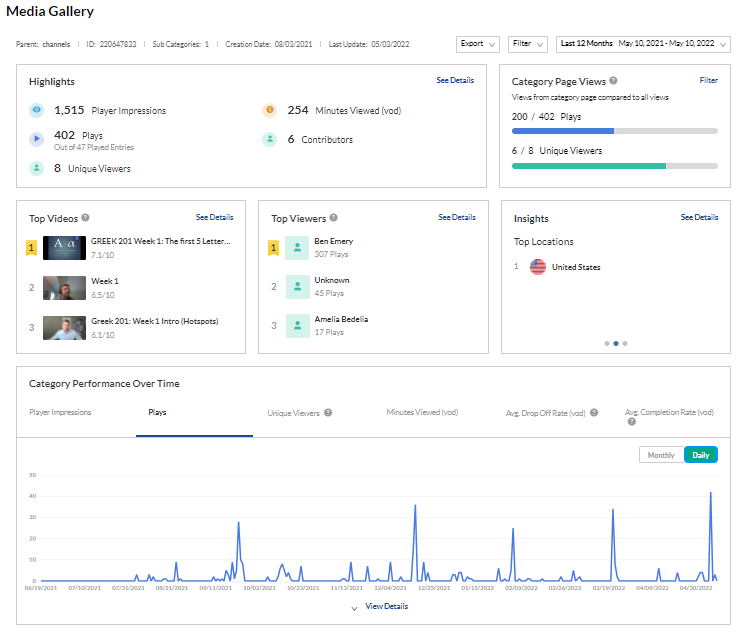 Media Gallery
Parent: channels | ID: 220647833 | Sub Categories: 1 | Creation Date: 08/03/2021 | Last Update: 05/03/2022
Export
Filter
Last 12 Months May 10, 2021 - May 10, 2022
Highlights
See Details
1,515 Player Impressions
254 Minutes Viewed (vod)
402 Plays
Out of 47 Played Entries
6 Contributors
8 Unique Viewers
Category Page Views ?
Filter
Views from category page compared to all views
200 / 402 Plays
6 / 8 Unique Viewers
Top Videos ?
See Details
1
GREEK 201 Week 1: The first 5 Letter...
7.1/10
2
Week 1
6.5/10
3
Greek 201: Week 1 Intro (Hotspots)
6.1/10
Top Viewers ?
See Details
1
Ben Emery
307 Plays
2
Unknown
45 Plays
3
Amelia Bedelia
17 Plays
Insights
See Details
Top Locations
1 United States
Category Performance Over Time
Player Impressions
Plays
Unique Viewers ?
Minutes Viewed (vod)
Avg. Drop Off Rate (vod) ?
Avg. Completion Rate (vod)
?
Monthly
Daily
50
40
30
20
10
0
06/19/2021 07/10/2021 07/31/2021 08/21/2021 09/11/2021 10/02/2021 10/23/2021 11/13/2021 12/04/2021 12/25/2021 01/15/2022 02/05/2022 02/26/2022 03/19/2022 04/09/2022 04/30/2022
View Details